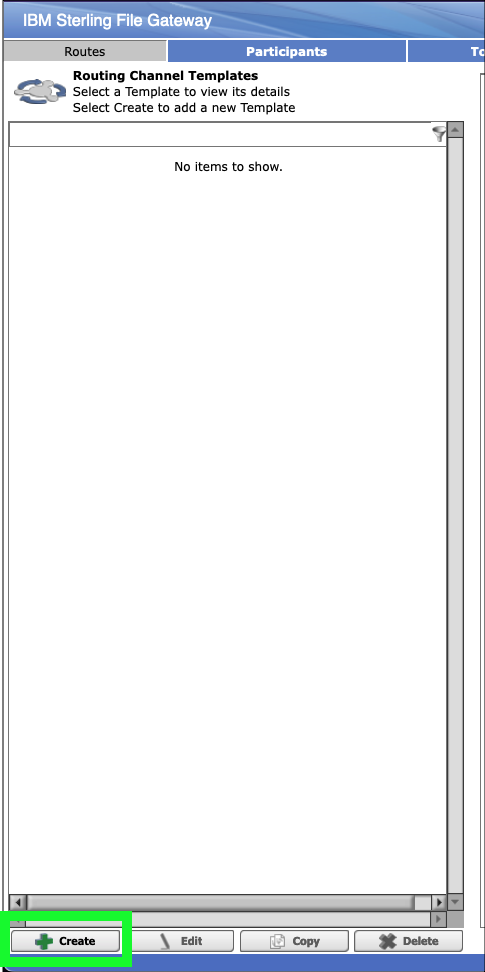 IBM Sterling File Gateway
Routes
Participants
To
Routing Channel Templates
Select a Template to view its details
Select Create to add a new Template
No items to show.
Create
Edit
Copy
Delete